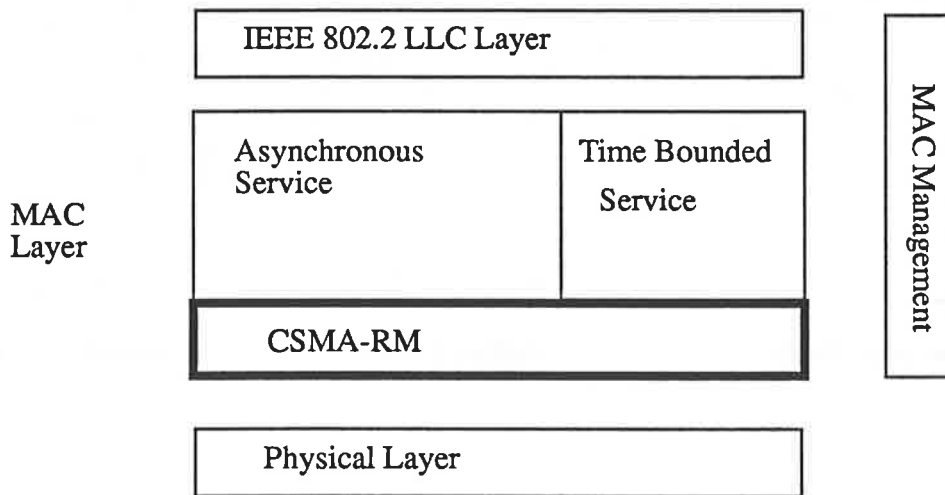 IEEE 802.2 LLC Layer
Asynchronous
Service
Time Bounded
Service
MAC
Layer
CSMA-RM
Physical Layer
MAC Management